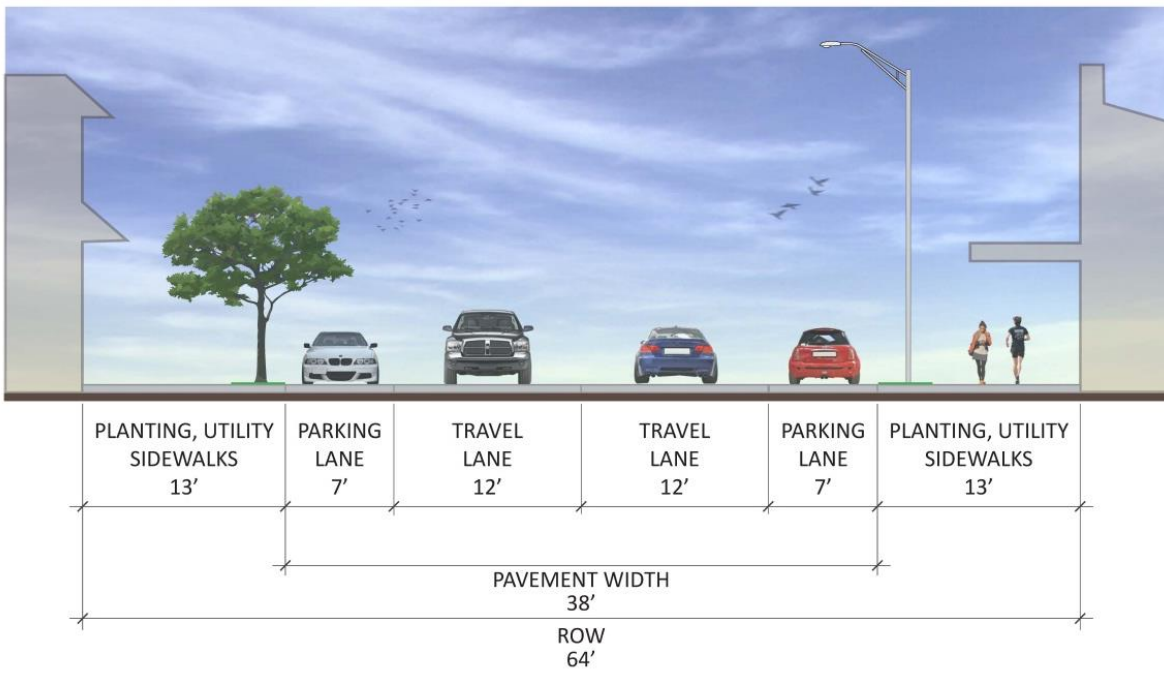 PLANTING, UTILITY
SIDEWALKS
13’
PARKING
LANE
7’
TRAVEL
LANE
12’
TRAVEL
LANE
12’
PARKING
LANE
7’
PLANTING, UTILITY
SIDEWALKS
13’
PAVEMENT WIDTH
38’
ROW
64’